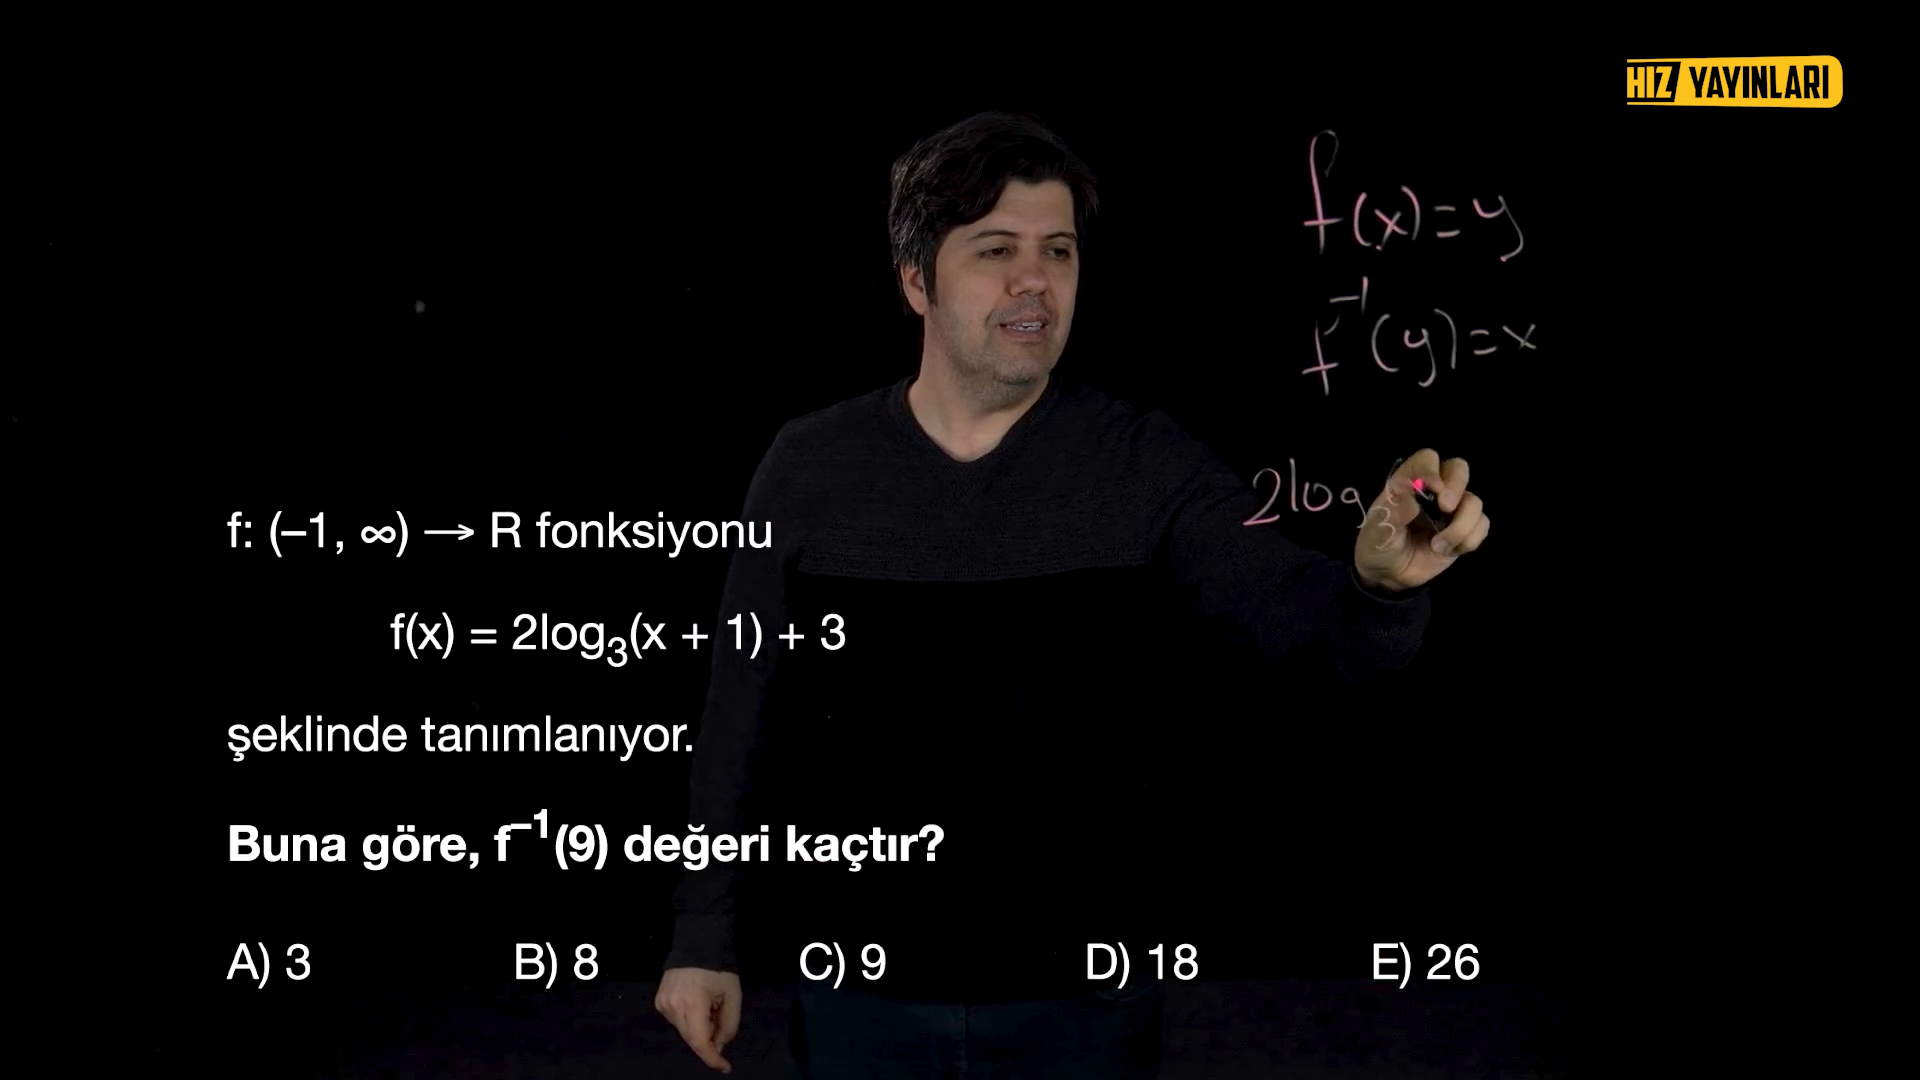 HIZ YAYINLARI
f(x)=y
f⁻¹(y)=x
2log₃(
f: (–1, ∞) → R fonksiyonu
f(x) = 2log₃(x + 1) + 3
şeklinde tanımlanıyor.
Buna göre, f⁻¹(9) değeri kaçtır?
A) 3 B) 8 C) 9 D) 18 E) 26